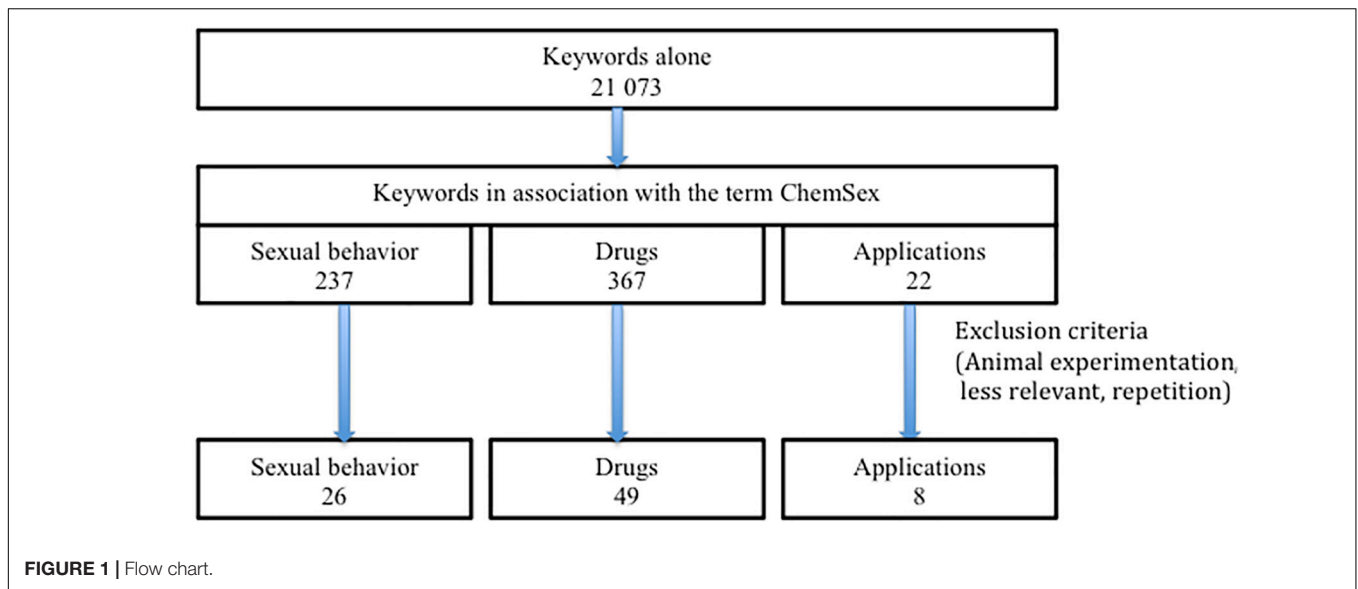 Keywords alone
21 073
Keywords in association with the term ChemSex
Sexual behavior
237
Drugs
367
Applications
22
Exclusion criteria
(Animal experimentation,
less relevant, repetition)
Sexual behavior
26
Drugs
49
Applications
8
FIGURE 1 | Flow chart.